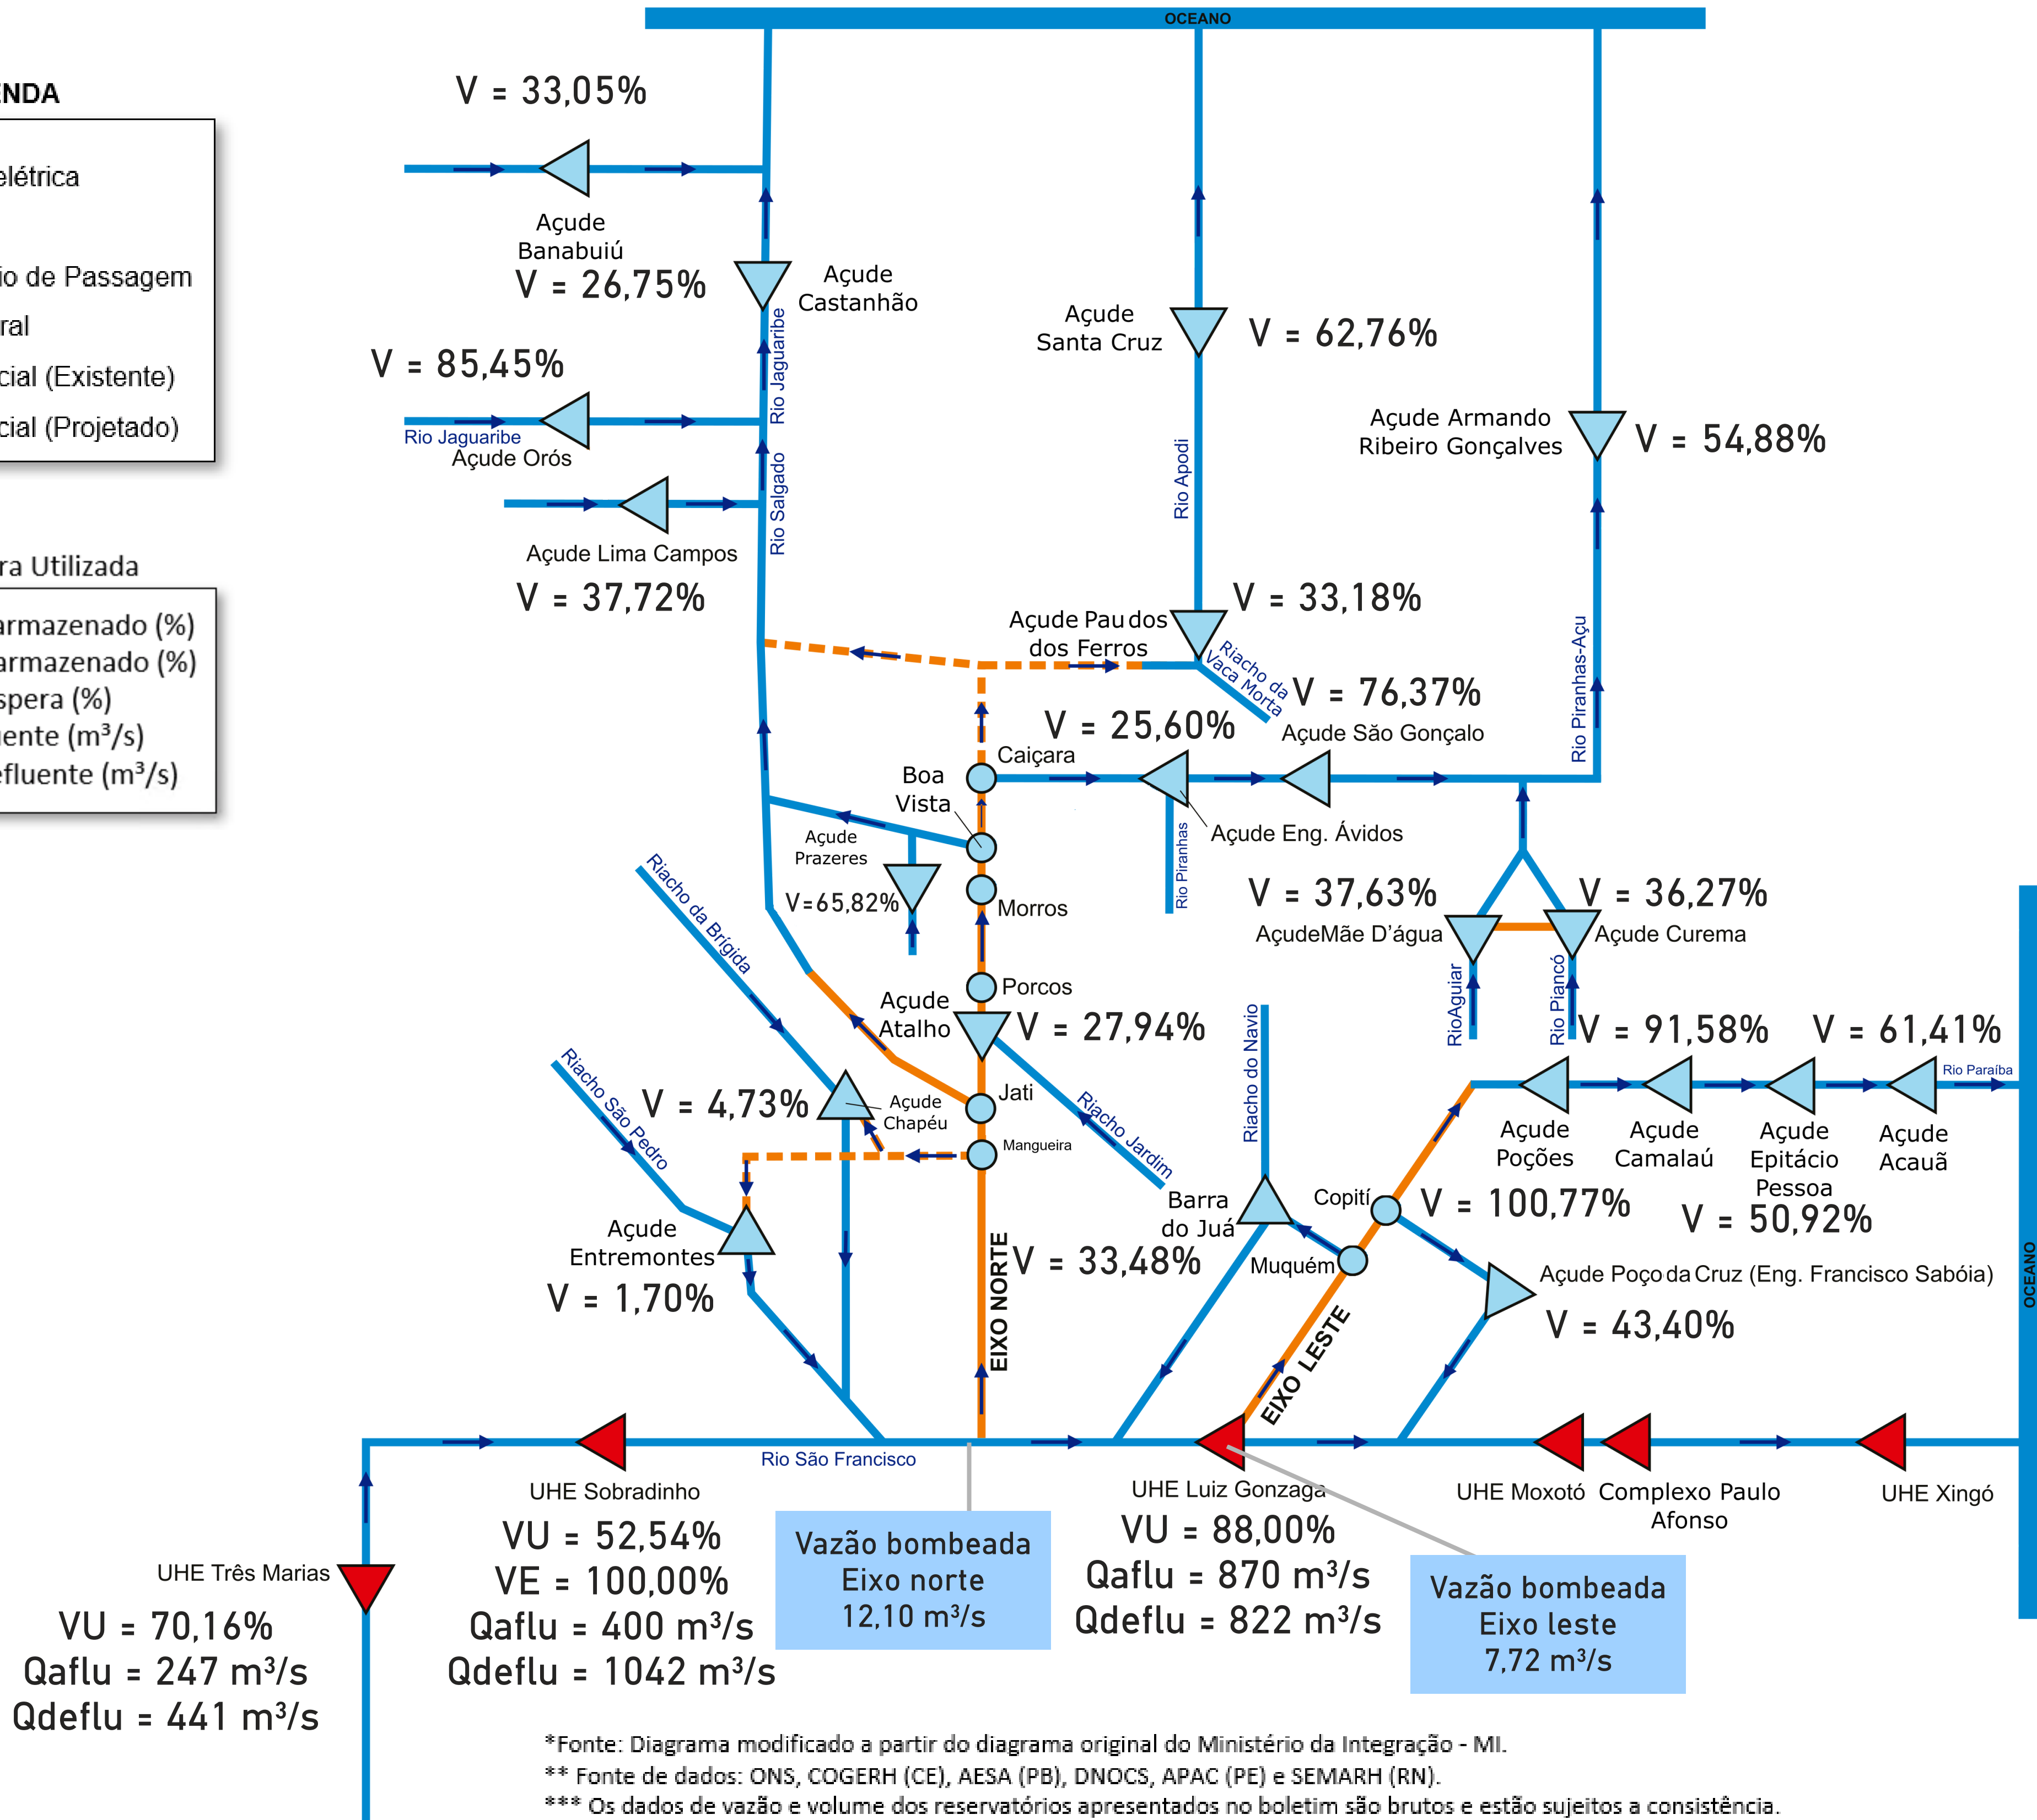 OCEANO
V = 33,05%
ENDA
elétrica
io de Passagem
ral
cial (Existente)
cial (Projetado)
Açude
Banabuiú
V = 26,75%
Açude
Castanhão
Rio Jaguaribe
V = 85,45%
Rio Jaguaribe
Açude Orós
Rio Salgado
Açude Lima Campos
V = 37,72%
Açude
Santa Cruz
V = 62,76%
Rio Apodi
Açude Armando
Ribeiro Gonçalves
V = 54,88%
Rio Piranhas-Açu
ra Utilizada
armazenado (%)
armazenado (%)
spera (%)
uente (m³/s)
efluente (m³/s)
Açude Pau dos
dos Ferros
V = 33,18%
Riacho da
Vaca Morta
V = 76,37%
Açude São Gonçalo
V = 25,60%
Caiçara
Boa
Vista
Açude Eng. Ávidos
Rio Piranhas
Açude
Prazeres
V=65,82%
Morros
Porcos
Riacho da Brígida
Açude
Atalho
V = 27,94%
V = 37,63%
AçudeMãe D'água
V = 36,27%
Açude Curema
RioAguiar
Rio Piancó
Riacho São Pedro
V = 4,73%
Açude
Chapéu
Jati
Mangueira
Riacho Jardim
Riacho do Navio
V = 91,58%
V = 61,41%
Rio Paraíba
Açude
Poções
Açude
Camalaú
Açude
Epitácio
Pessoa
Açude
Acauã
V = 100,77%
V = 50,92%
Açude
Entremontes
V = 1,70%
EIXO NORTE
V = 33,48%
Barra
do Juá
Copití
Muquém
Açude Poço da Cruz (Eng. Francisco Sabóia)
V = 43,40%
EIXO LESTE
OCEANO
Rio São Francisco
UHE Sobradinho
VU = 52,54%
VE = 100,00%
Qaflu = 400 m³/s
Qdeflu = 1042 m³/s
Vazão bombeada
Eixo norte
12,10 m³/s
UHE Luiz Gonzaga
VU = 88,00%
Qaflu = 870 m³/s
Qdeflu = 822 m³/s
Vazão bombeada
Eixo leste
7,72 m³/s
UHE Moxotó
Complexo Paulo
Afonso
UHE Xingó
UHE Três Marias
VU = 70,16%
Qaflu = 247 m³/s
Qdeflu = 441 m³/s
*Fonte: Diagrama modificado a partir do diagrama original do Ministério da Integração - MI.
** Fonte de dados: ONS, COGERH (CE), AESA (PB), DNOCS, APAC (PE) e SEMARH (RN).
*** Os dados de vazão e volume dos reservatórios apresentados no boletim são brutos e estão sujeitos a consistência.